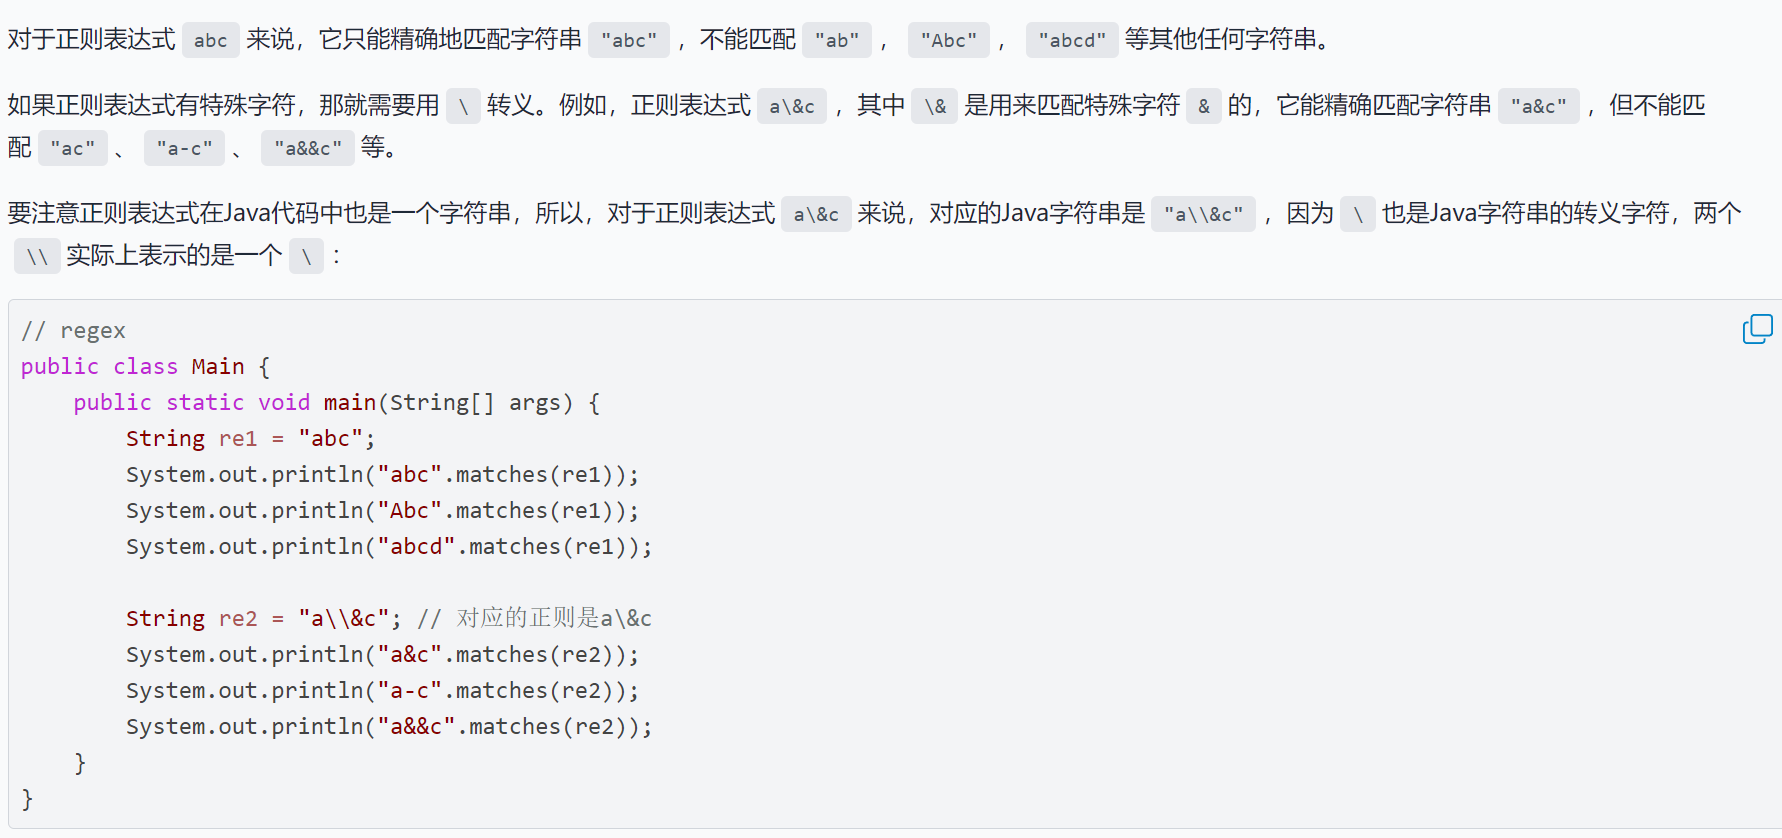 对于正则表达式 abc 来说，它只能精确地匹配字符串 "abc" ，不能匹配 "ab" ， "Abc" ， "abcd" 等其他任何字符串。
如果正则表达式有特殊字符，那就需要用 \ 转义。例如，正则表达式 a\&c ，其中 \& 是用来匹配特殊字符 & 的，它能精确匹配字符串 "a&c" ，但不能匹
配 "ac" 、 "a-c" 、 "a&&c" 等。
要注意正则表达式在Java代码中也是一个字符串，所以，对于正则表达式 a\&c 来说，对应的Java字符串是 "a\\&c" ，因为 \ 也是Java字符串的转义字符，两个
\\ 实际上表示的是一个 \ ：
// regex
public class Main {
    public static void main(String[] args) {
        String re1 = "abc";
        System.out.println("abc".matches(re1));
        System.out.println("Abc".matches(re1));
        System.out.println("abcd".matches(re1));
        String re2 = "a\\&c"; // 对应的正则是a\&c
        System.out.println("a&c".matches(re2));
        System.out.println("a-c".matches(re2));
        System.out.println("a&&c".matches(re2));
    }
}